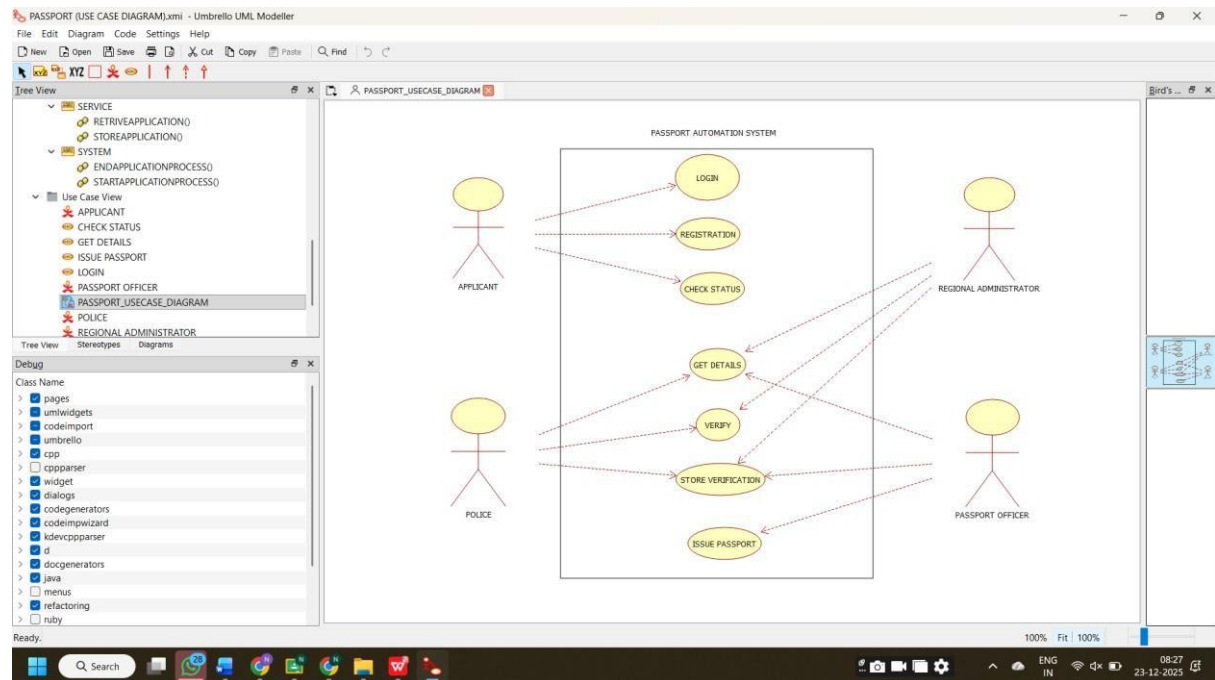 PASSPORT (USE CASE DIAGRAM).xmi - Umbrello UML Modeller
File Edit Diagram Code Settings Help
New Open Save Cut Copy Paste Find
XYZ XYZ
Tree View
SERVICE
RETRIVEAPPLICATION()
STOREAPPLICATION()
SYSTEM
ENDAPPLICATIONPROCESS()
STARTAPPLICATIONPROCESS()
Use Case View
APPLICANT
CHECK STATUS
GET DETAILS
ISSUE PASSPORT
LOGIN
PASSPORT OFFICER
PASSPORT_USECASE_DIAGRAM
POLICE
REGIONAL ADMINISTRATOR
Tree View Stereotypes Diagrams
Debug
Class Name
pages
umlwidgets
codeimport
umbrello
cpp
cppparser
widget
dialogs
codegenerators
codeimpwizard
kdevcppparser
d
docgenerators
java
menus
refactoring
ruby
PASSPORT_USECASE_DIAGRAM
PASSPORT AUTOMATION SYSTEM
LOGIN
REGISTRATION
CHECK STATUS
APPLICANT
REGIONAL ADMINISTRATOR
GET DETAILS
VERIFY
STORE VERIFICATION
ISSUE PASSPORT
POLICE
PASSPORT OFFICER
Bird's ...
Ready.
100% Fit 100%
Search
28
ENG
IN
08:27
23-12-2025